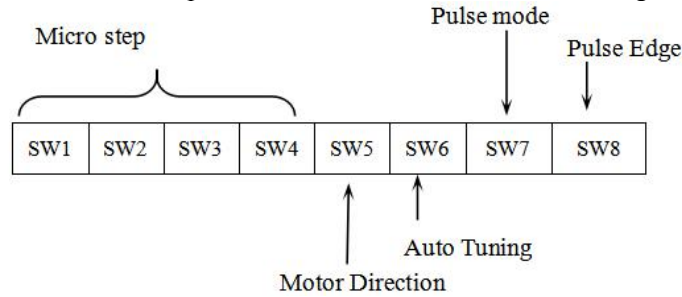 Pulse mode
Micro step
Pulse Edge
SW1 SW2 SW3 SW4 SW5 SW6 SW7 SW8
Auto Tuning
Motor Direction